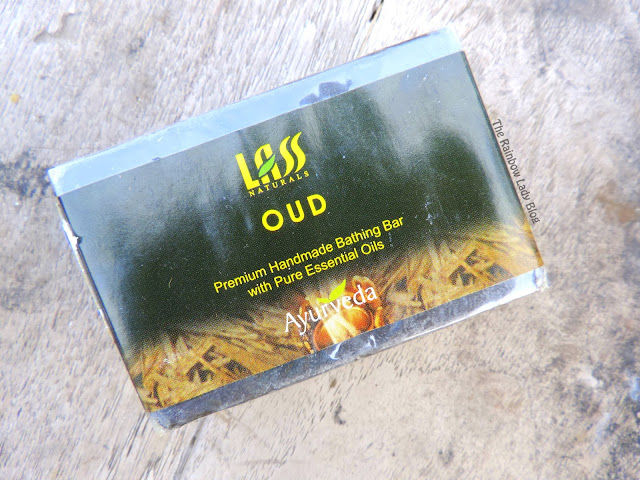 LASS
NATURALS
OUD
Premium Handmade Bathing Bar
with Pure Essential Oils
Ayurveda
The Rainbow Lady Blog